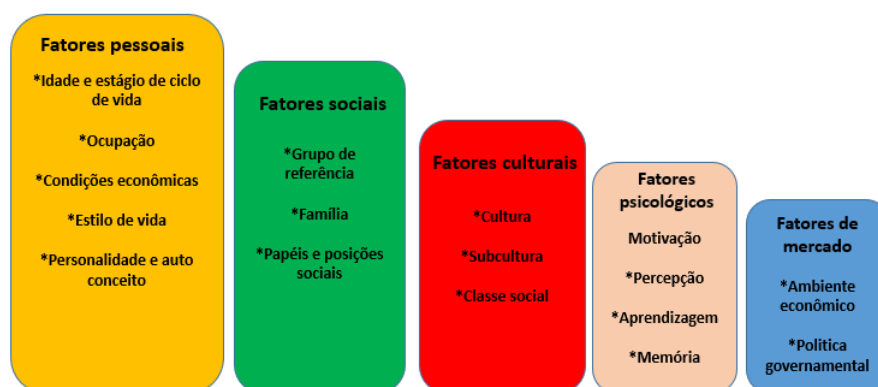 Fatores pessoais
*Idade e estágio de ciclo
de vida
*Ocupação
*Condições econômicas
*Estilo de vida
*Personalidade e auto
conceito
Fatores sociais
*Grupo de
referência
*Família
*Papéis e posições
sociais
Fatores culturais
*Cultura
*Subcultura
*Classe social
Fatores
psicológicos
Motivação
*Percepção
*Aprendizagem
*Memória
Fatores de
mercado
*Ambiente
econômico
*Politica
governamental